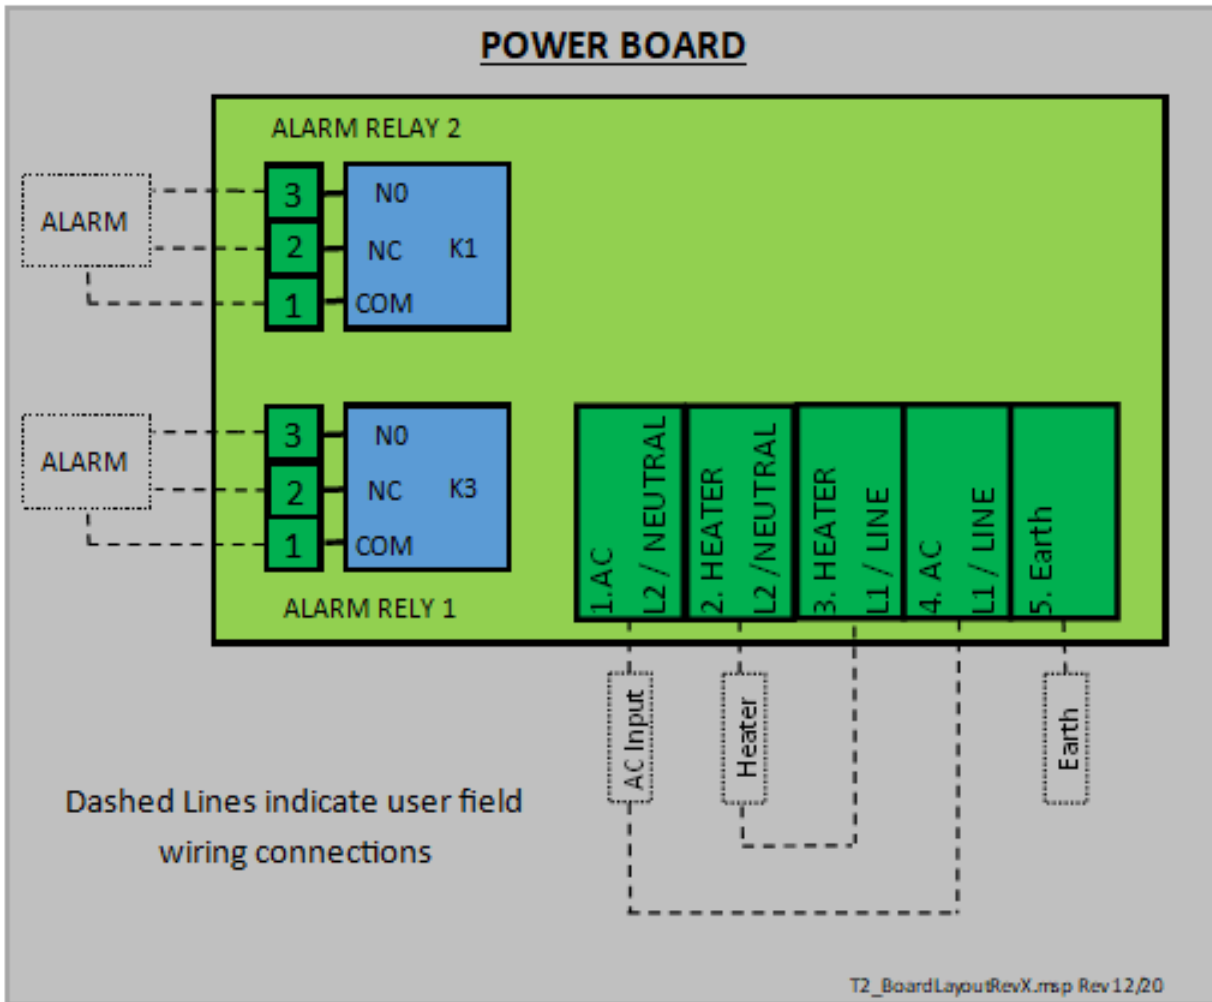 POWER BOARD
ALARM RELAY 2
ALARM
3
N0
2
NC
K1
1
COM
ALARM
3
N0
2
NC
K3
1
COM
ALARM RELY 1
1.AC
L2 / NEUTRAL
2. HEATER
L2 /NEUTRAL
3. HEATER
L1 / LINE
4. AC
L1 / LINE
5. Earth
AC Input
Heater
Earth
Dashed Lines indicate user field
wiring connections
T2_BoardLayoutRevX.msp Rev 12/20